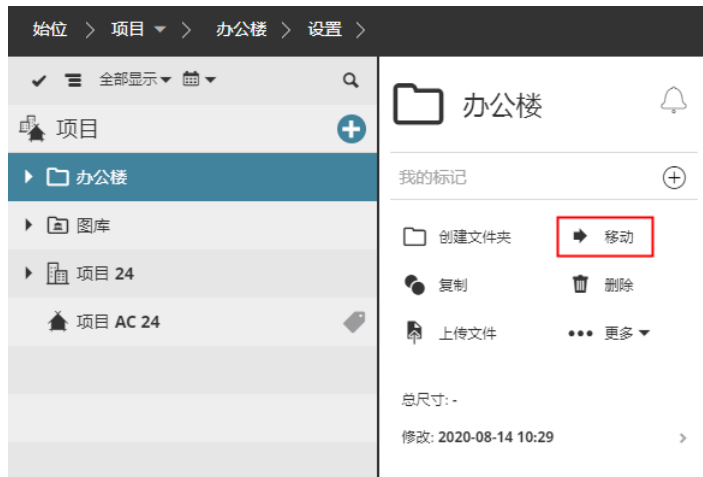 始位 > 项目 > 办公楼 > 设置 >
全部显示
项目
办公楼
图库
项目 24
项目 AC 24
办公楼
我的标记
创建文件夹 移动
复制 删除
上传文件 更多
总尺寸: -
修改: 2020-08-14 10:29